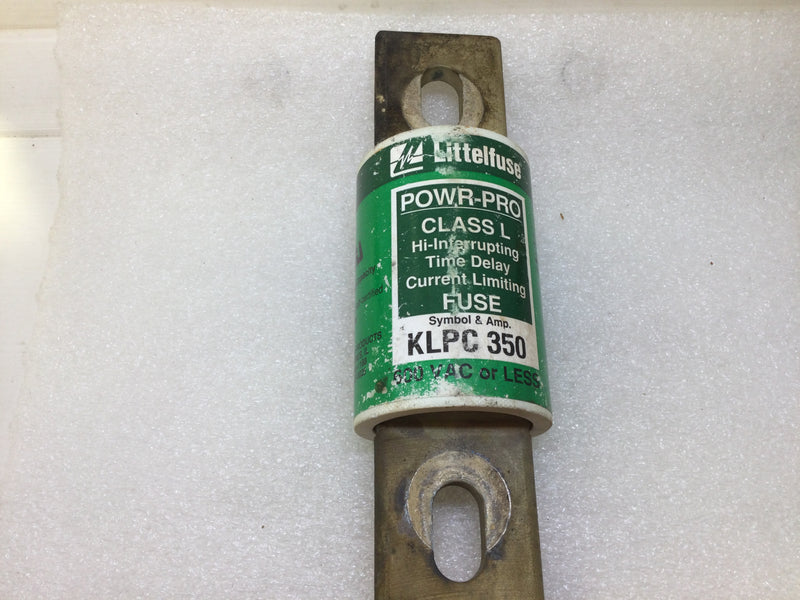 Littelfuse
POWR-PRO
CLASS L
Hi-Interrupting
Time Delay
Current Limiting
FUSE
Symbol & Amp.
KLPC 350
VAC or LESS